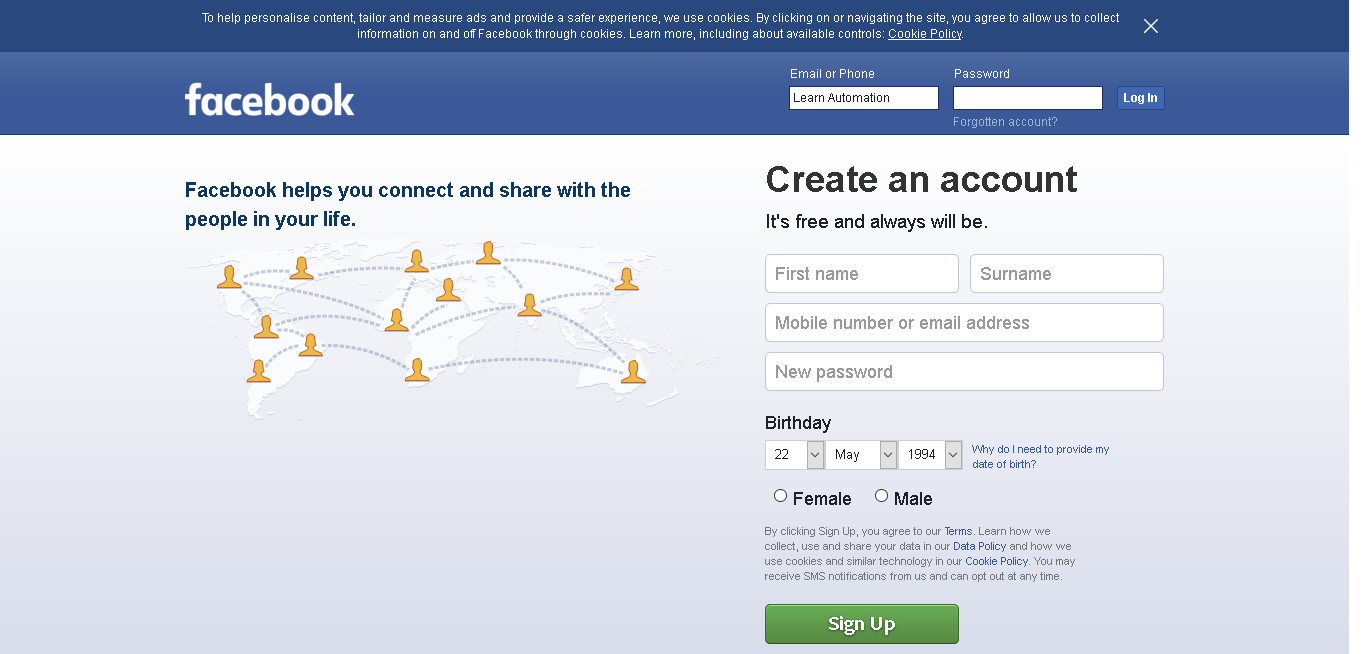 To help personalise content, tailor and measure ads and provide a safer experience, we use cookies. By clicking on or navigating the site, you agree to allow us to collect
information on and off Facebook through cookies. Learn more, including about available controls: Cookie Policy.
facebook
Email or Phone
Password
Learn Automation
Log In
Forgotten account?
Facebook helps you connect and share with the
people in your life.
Create an account
It's free and always will be.
First name
Surname
Mobile number or email address
New password
Birthday
22
May
1994
Why do I need to provide my
date of birth?
Female
Male
By clicking Sign Up, you agree to our Terms. Learn how we
collect, use and share your data in our Data Policy and how we
use cookies and similar technology in our Cookie Policy. You may
receive SMS notifications from us and can opt out at any time.
Sign Up